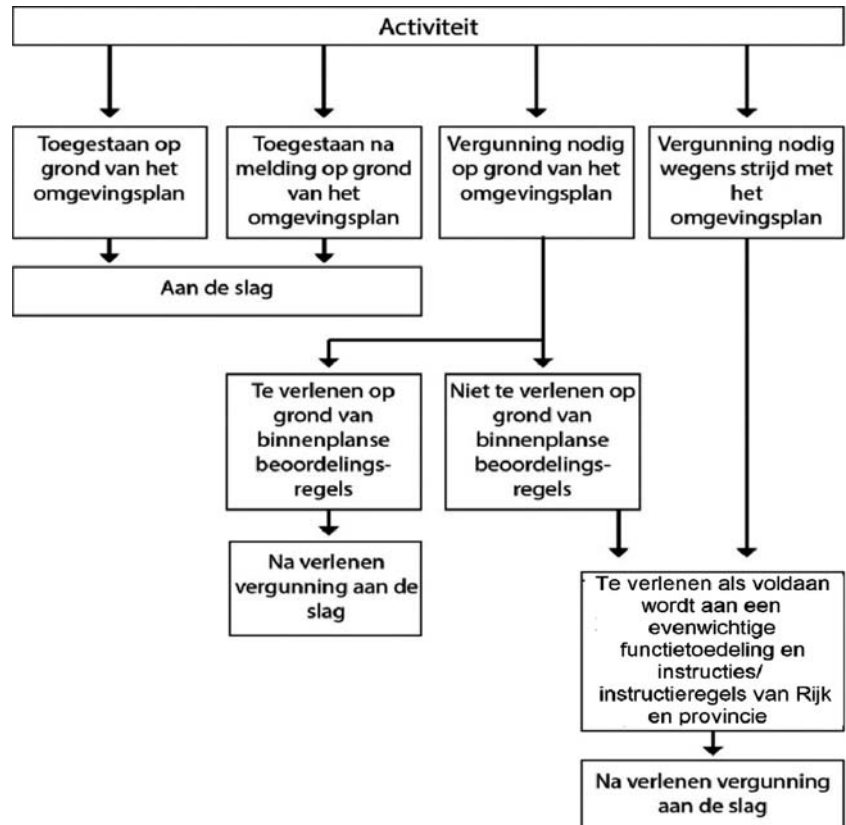 Activiteit
Toegestaan op
grond van het
omgevingsplan
Toegestaan na
melding op grond
van het
omgevingsplan
Vergunning nodig
op grond van het
omgevingsplan
Vergunning nodig
wegens strijd met
het
omgevingsplan
Aan de slag
Te verlenen op
grond van
binnenplanse
beoordelings-
regels
Niet te verlenen op
grond van
binnenplanse
beoordelings-
regels
Na verlenen
vergunning aan de
slag
Te verlenen als voldaan
wordt aan een
evenwichtige
functietoedeling en
instructies/
instructieregels van Rijk
en provincie
Na verlenen vergunning
aan de slag